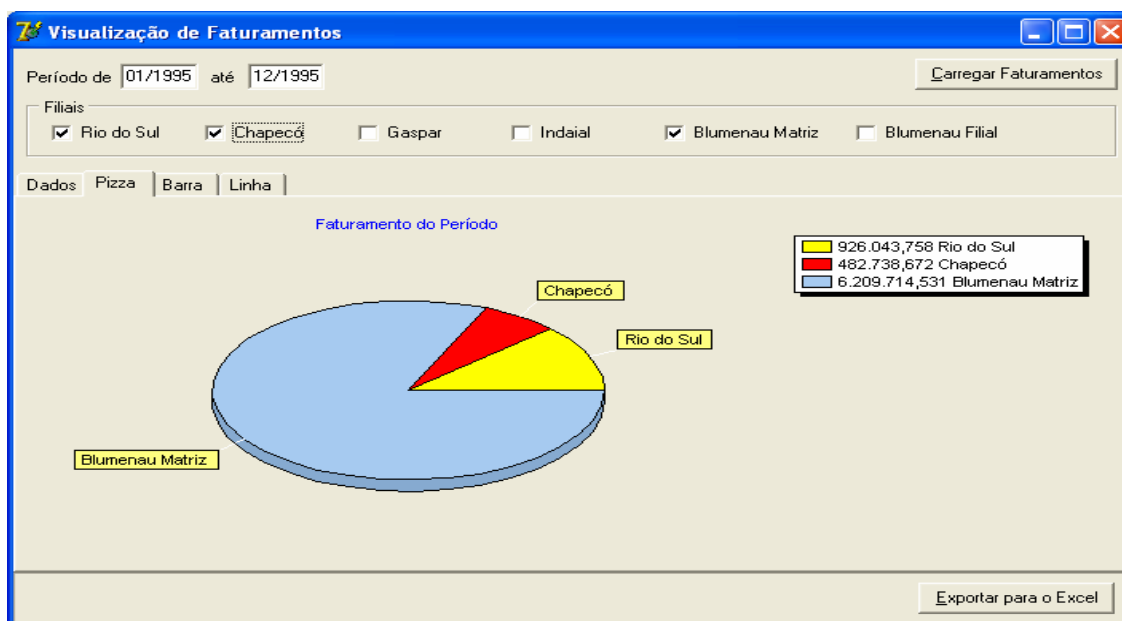 Visualização de Faturamentos
Período de 01/1995 até 12/1995 Carregar Faturamentos
Filiais
Rio do Sul Chapecó Gaspar Indaial Blumenau Matriz Blumenau Filial
Dados Pizza Barra Linha
Faturamento do Período
926.043,758 Rio do Sul
482.738,672 Chapecó
6.209.714,531 Blumenau Matriz
Chapecó
Rio do Sul
Blumenau Matriz
Exportar para o Excel